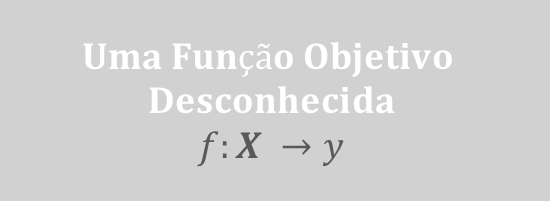 Uma Função Objetivo
Desconhecida
f: X → y